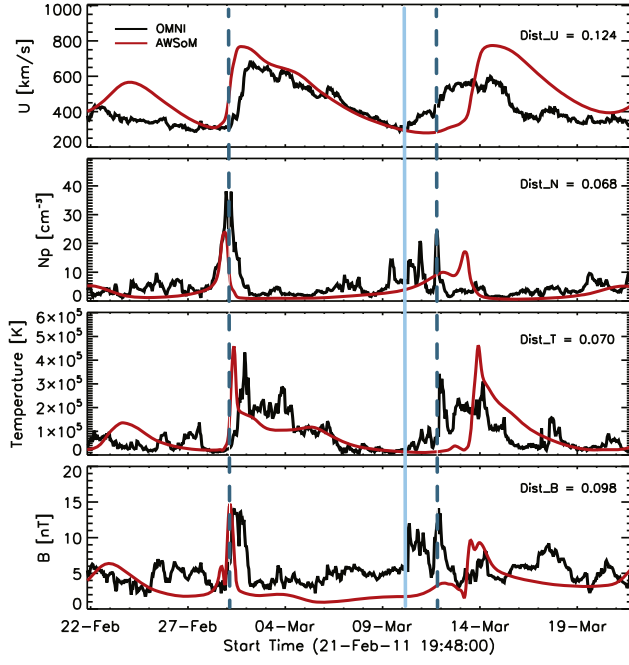 1000
800
600
400
200
U [km/s]
OMNI
AWSoM
Dist_U = 0.124
40
30
20
10
0
Np [cm⁻³]
Dist_N = 0.068
6×10⁵
5×10⁵
4×10⁵
3×10⁵
2×10⁵
1×10⁵
0
Temperature [K]
Dist_T = 0.070
20
15
10
5
0
B [nT]
Dist_B = 0.098
22-Feb 27-Feb 04-Mar 09-Mar 14-Mar 19-Mar
Start Time (21-Feb-11 19:48:00)